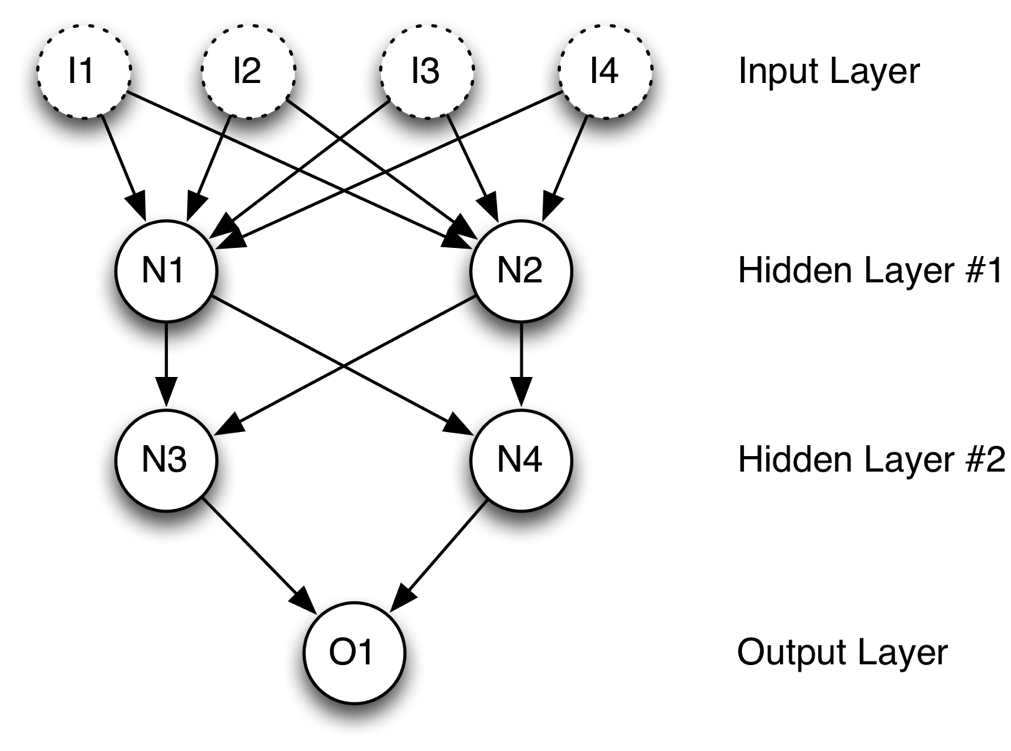 I1 I2 I3 I4 Input Layer
N1 N2 Hidden Layer #1
N3 N4 Hidden Layer #2
O1 Output Layer